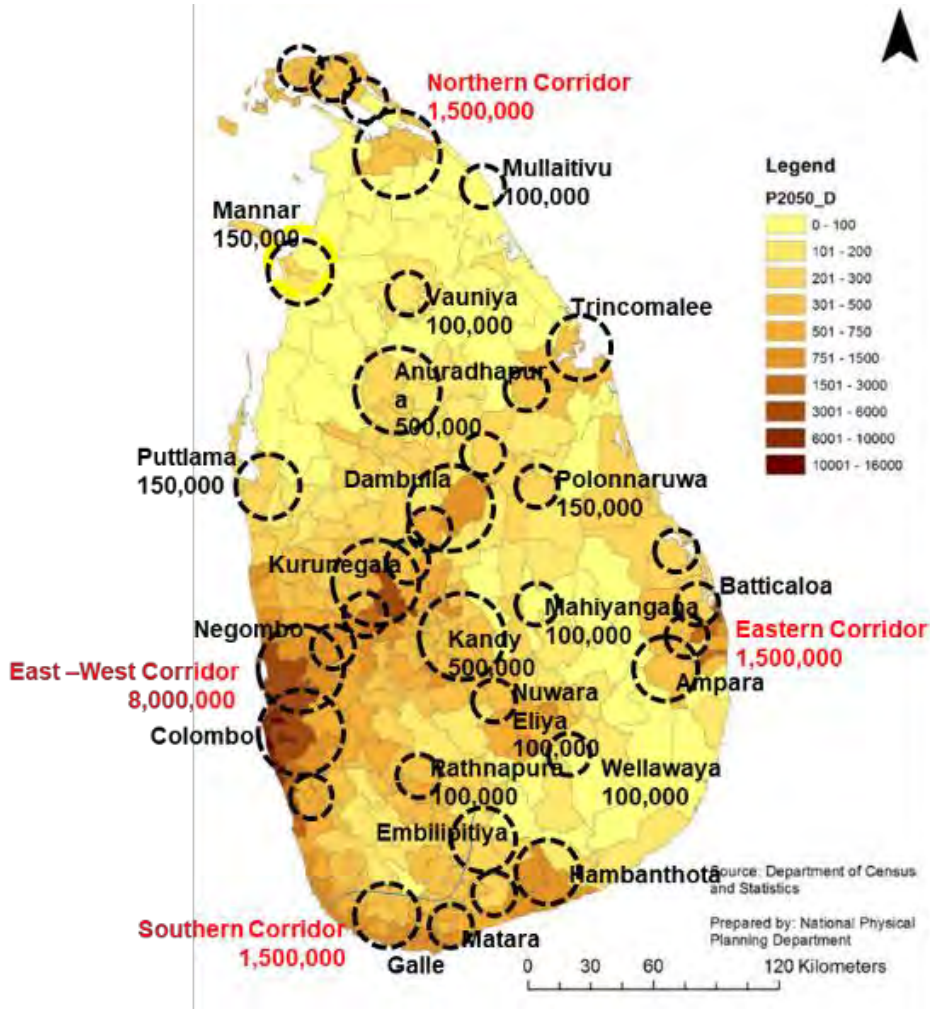 Northern Corridor
1,500,000
Mullaitivu
100,000
Mannar
150,000
Vauniya
100,000
Trincomalee
Anuradhapur
a
500,000
Puttlama
150,000
Dambulla
Polonnaruwa
150,000
Kurunegala
Batticaloa
Mahiyangana
100,000
Negombo
Kandy
500,000
Eastern Corridor
1,500,000
East –West Corridor
8,000,000
Ampara
Nuwara
Eliya
100,000
Colombo
Rathnapura
100,000
Wellawaya
100,000
Embilipitiya
Hambanthota
Southern Corridor
1,500,000
Matara
Galle
Legend
P2050_D
0 - 100
101 - 200
201 - 300
301 - 500
501 - 750
751 - 1500
1501 - 3000
3001 - 6000
6001 - 10000
10001 - 16000
Source: Department of Census
and Statistics
Prepared by: National Physical
Planning Department
0 30 60 120 Kilometers